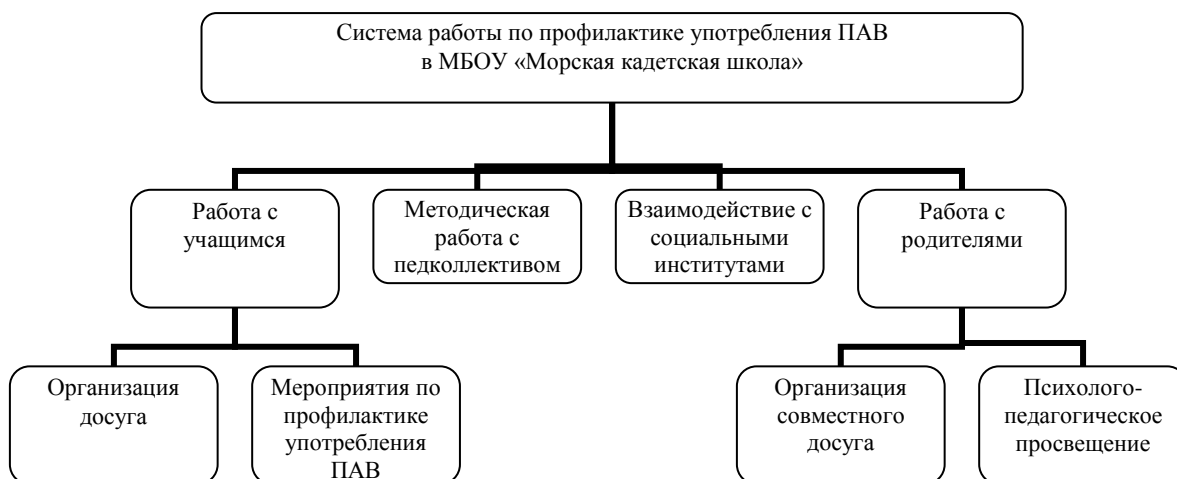 Система работы по профилактике употребления ПАВ
в МБОУ «Морская кадетская школа»
Работа с
учащимся
Методическая
работа с
педколлективом
Взаимодействие с
социальными
институтами
Работа с
родителями
Организация
досуга
Мероприятия по
профилактике
употребления
ПАВ
Организация
совместного
досуга
Психолого-
педагогическое
просвещение